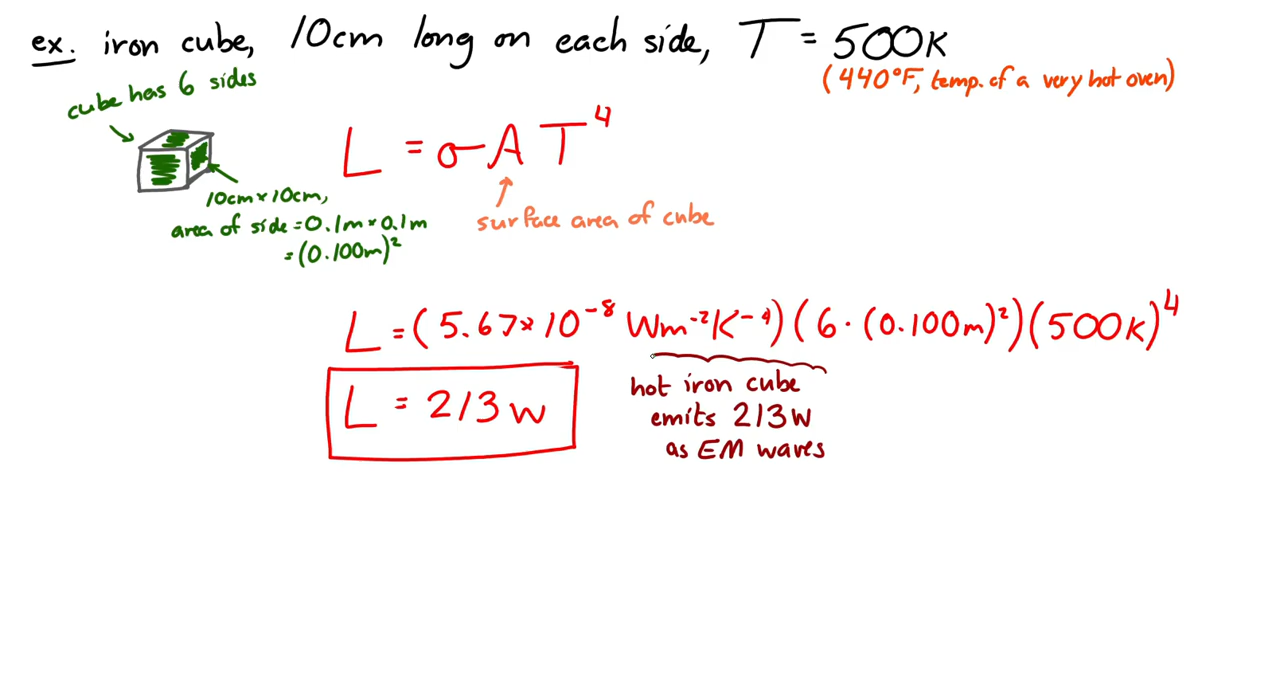 ex. iron cube, 10cm long on each side, T = 500K
(440°F, temp. of a very hot oven)
cube has 6 sides
L = σAT⁴
10cm × 10cm,
area of side = 0.1m × 0.1m
= (0.100m)²
surface area of cube
L = (5.67 × 10⁻⁸ Wm⁻²K⁻⁴)(6 · (0.100m)²)(500K)⁴
L = 213W
hot iron cube
emits 213W
as EM waves